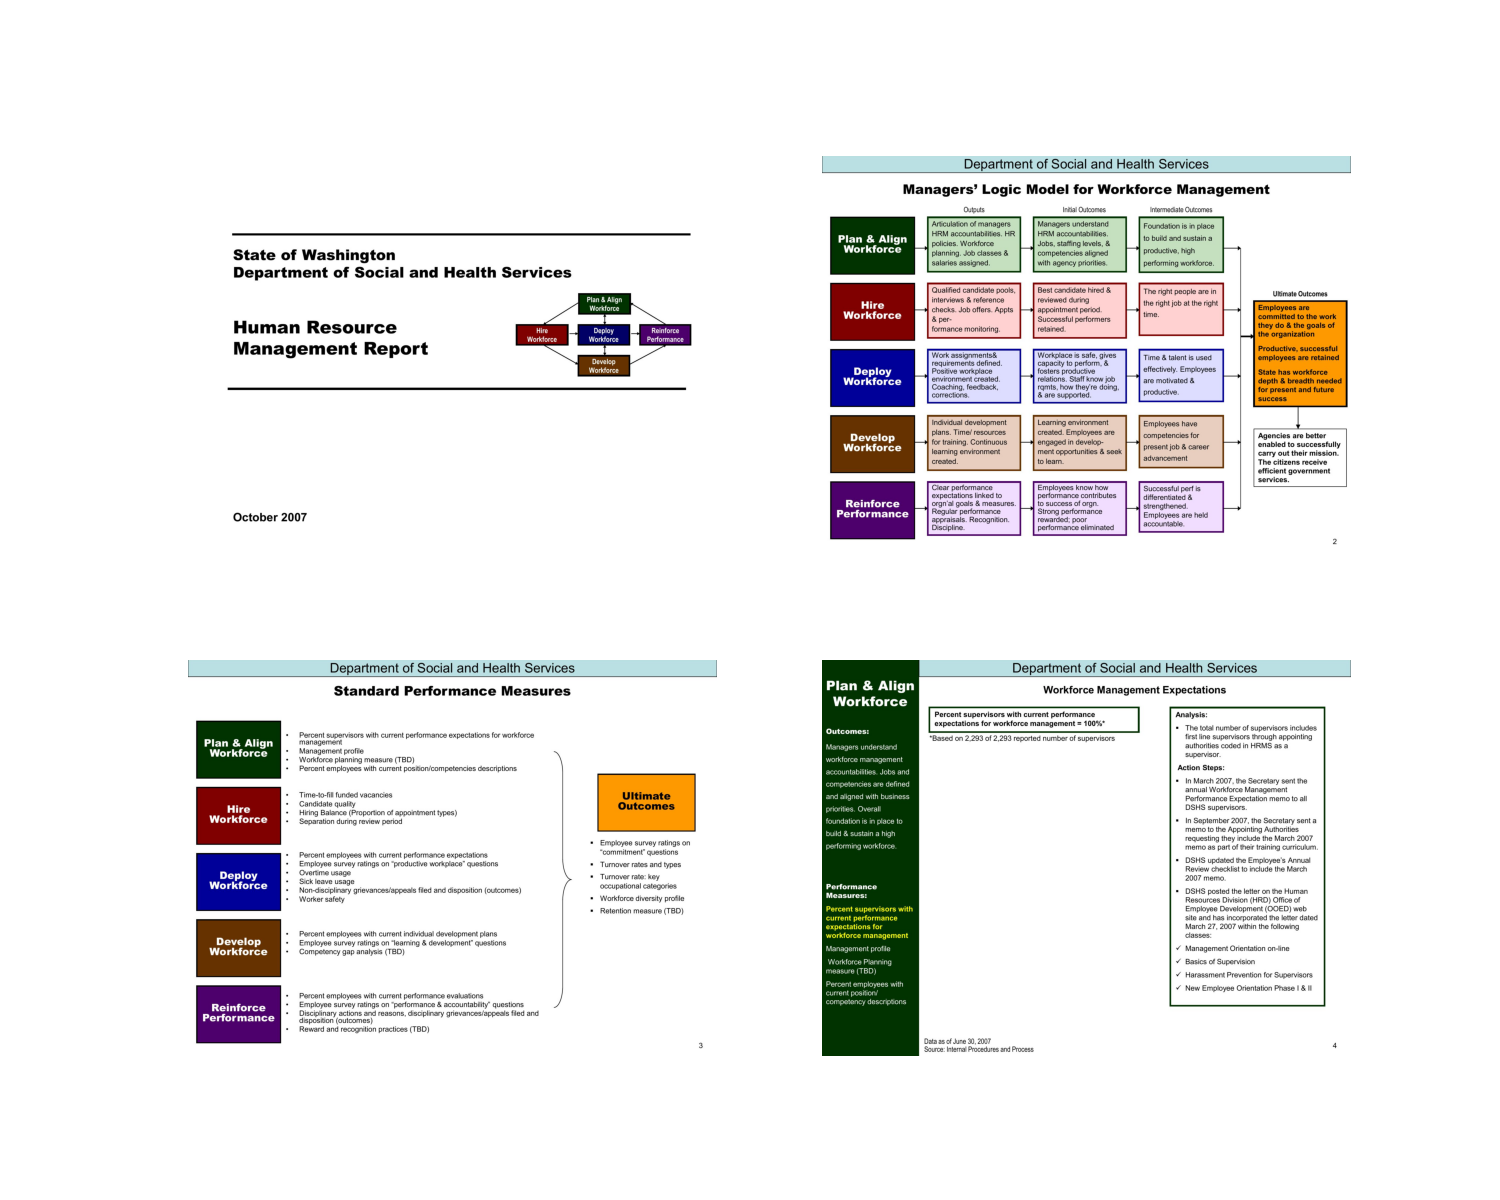 State of Washington
Department of Social and Health Services
Human Resource
Management Report
Plan & Align
Workforce
Hire
Workforce
Deploy
Workforce
Reinforce
Performance
Develop
Workforce
October 2007
Department of Social and Health Services
Managers’ Logic Model for Workforce Management
Outputs
Initial Outcomes
Intermediate Outcomes
Plan & Align
Workforce
Articulation of managers
HRM accountabilities. HR
policies. Workforce
planning. Job classes &
salaries assigned.
Managers understand
HRM accountabilities.
Jobs, staffing levels, &
competencies aligned
with agency priorities.
Foundation is in place
to build and sustain a
productive, high
performing workforce.
Hire
Workforce
Qualified candidate pools,
interviews & reference
checks. Job offers. Appts
& per-
formance monitoring.
Best candidate hired &
reviewed during
appointment period.
Successful performers
retained.
The right people are in
the right job at the right
time.
Deploy
Workforce
Work assignments&
requirements defined.
Positive workplace
environment created.
Coaching, feedback,
corrections.
Workplace is safe, gives
capacity to perform, &
fosters productive
relations. Staff know job
rqmts, how they're doing,
& are supported.
Time & talent is used
effectively. Employees
are motivated &
productive.
Develop
Workforce
Individual development
plans. Time/ resources
for training. Continuous
learning environment
created.
Learning environment
created. Employees are
engaged in develop-
ment opportunities & seek
to learn.
Employees have
competencies for
present job & career
advancement
Reinforce
Performance
Clear performance
expectations linked to
orgn'al goals & measures.
Regular performance
appraisals. Recognition.
Discipline.
Employees know how
performance contributes
to success of orgn.
Strong performance
rewarded; poor
performance eliminated
Successful perf is
differentiated &
strengthened.
Employees are held
accountable.
Ultimate Outcomes
Employees are
committed to the work
they do & the goals of
the organization
Productive, successful
employees are retained
State has workforce
depth & breadth needed
for present and future
success
Agencies are better
enabled to successfully
carry out their mission.
The citizens receive
efficient government
services.
2
Department of Social and Health Services
Standard Performance Measures
Plan & Align
Workforce
• Percent supervisors with current performance expectations for workforce
management
• Management profile
• Workforce planning measure (TBD)
• Percent employees with current position/competencies descriptions
Hire
Workforce
• Time-to-fill funded vacancies
• Candidate quality
• Hiring Balance (Proportion of appointment types)
• Separation during review period
Deploy
Workforce
• Percent employees with current performance expectations
• Employee survey ratings on “productive workplace” questions
• Overtime usage
• Sick leave usage
• Non-disciplinary grievances/appeals filed and disposition (outcomes)
• Worker safety
Develop
Workforce
• Percent employees with current individual development plans
• Employee survey ratings on “learning & development” questions
• Competency gap analysis (TBD)
Reinforce
Performance
• Percent employees with current performance evaluations
• Employee survey ratings on “performance & accountability” questions
• Disciplinary actions and reasons, disciplinary grievances/appeals filed and
disposition (outcomes)
• Reward and recognition practices (TBD)
Ultimate
Outcomes
▪ Employee survey ratings on
“commitment” questions
▪ Turnover rates and types
▪ Turnover rate: key
occupational categories
▪ Workforce diversity profile
▪ Retention measure (TBD)
3
Department of Social and Health Services
Plan & Align
Workforce
Outcomes:
Managers understand
workforce management
accountabilities. Jobs and
competencies are defined
and aligned with business
priorities. Overall
foundation is in place to
build & sustain a high
performing workforce.
Performance
Measures:
Percent supervisors with
current performance
expectations for
workforce management
Management profile
Workforce Planning
measure (TBD)
Percent employees with
current position/
competency descriptions
Workforce Management Expectations
Percent supervisors with current performance
expectations for workforce management = 100%*
*Based on 2,293 of 2,293 reported number of supervisors
Analysis:
▪ The total number of supervisors includes
first line supervisors through appointing
authorities coded in HRMS as a
supervisor.
Action Steps:
▪ In March 2007, the Secretary sent the
annual Workforce Management
Performance Expectation memo to all
DSHS supervisors.
▪ In September 2007, the Secretary sent a
memo to the Appointing Authorities
requesting they include the March 2007
memo as part of their training curriculum.
▪ DSHS updated the Employee's Annual
Review checklist to include the March
2007 memo.
▪ DSHS posted the letter on the Human
Resources Division (HRD) Office of
Employee Development (OOED) web
site and has incorporated the letter dated
March 27, 2007 within the following
classes:
✓ Management Orientation on-line
✓ Basics of Supervision
✓ Harassment Prevention for Supervisors
✓ New Employee Orientation Phase I & II
Data as of June 30, 2007
Source: Internal Procedures and Process
4